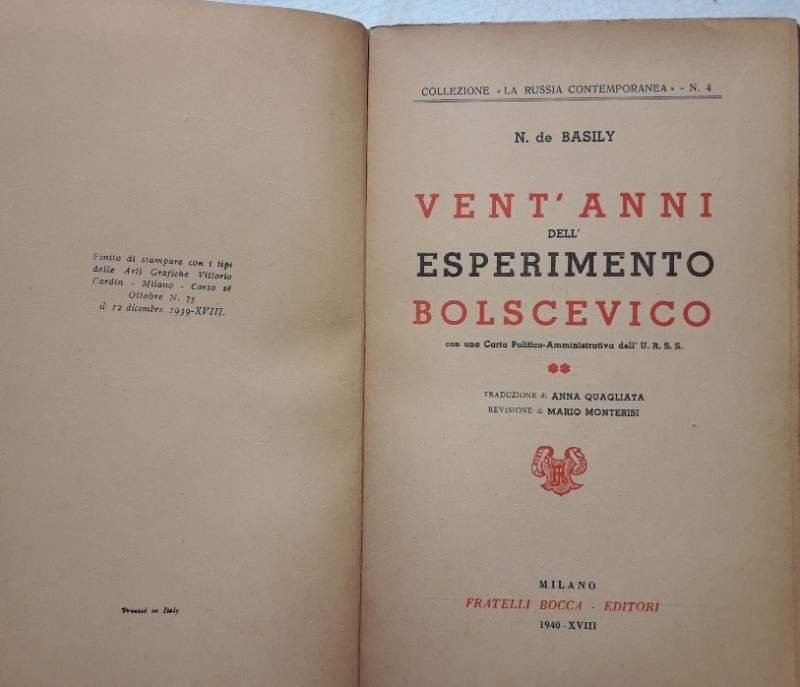 Finito di stampare con i tipi
delle Arti Grafiche Vittorio
Cardin - Milano - Corso 28
Ottobre N. 75
il 12 dicembre 1939-XVIII.
Printed in Italy
COLLEZIONE « LA RUSSIA CONTEMPORANEA » - N. 4
N. de BASILY
VENT' ANNI
DELL'
ESPERIMENTO
BOLSCEVICO
con una Carta Politico-Amministrativa dell' U. R. S. S.
TRADUZIONE di ANNA QUAGLIATA
REVISIONE di MARIO MONTERISI
MILANO
FRATELLI BOCCA - EDITORI
1940 - XVIII